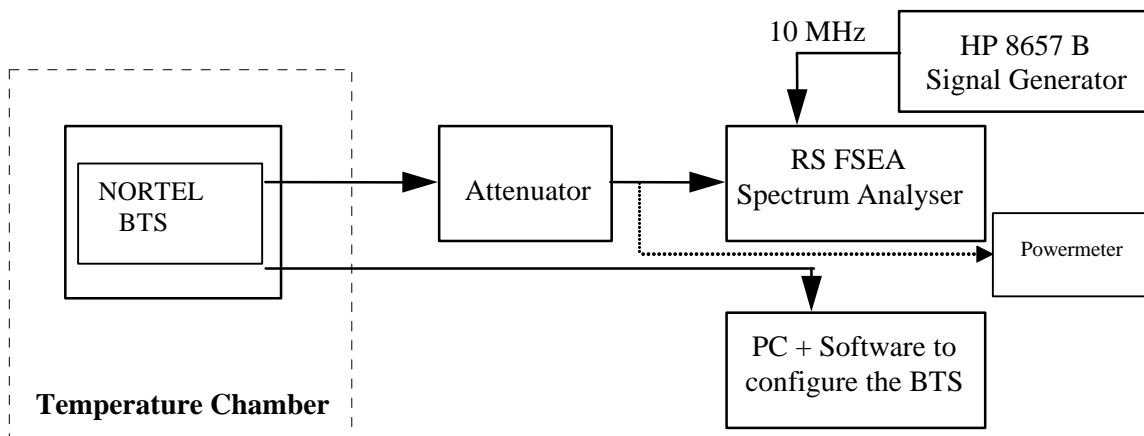 10 MHz
HP 8657 B
Signal Generator
NORTEL
BTS
Attenuator
RS FSEA
Spectrum Analyser
Powermeter
PC + Software to
configure the BTS
Temperature Chamber